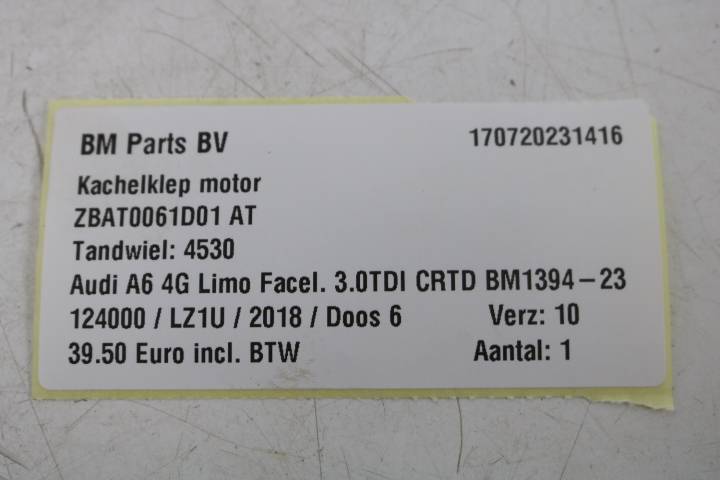 BM Parts BV 170720231416
Kachelklep motor
ZBAT0061D01 AT
Tandwiel: 4530
Audi A6 4G Limo Facel. 3.0TDI CRTD BM1394-23
124000 / LZ1U / 2018 / Doos 6 Verz: 10
39.50 Euro incl. BTW Aantal: 1